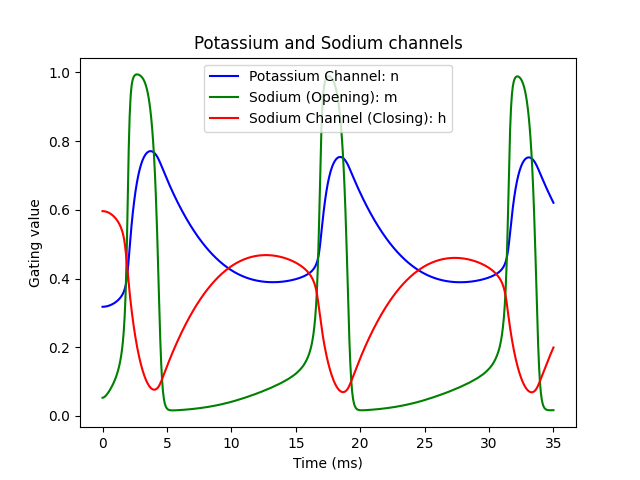 Potassium and Sodium channels
Potassium Channel: n
Sodium (Opening): m
Sodium Channel (Closing): h
Gating value
1.0
0.8
0.6
0.4
0.2
0.0
0 5 10 15 20 25 30 35
Time (ms)